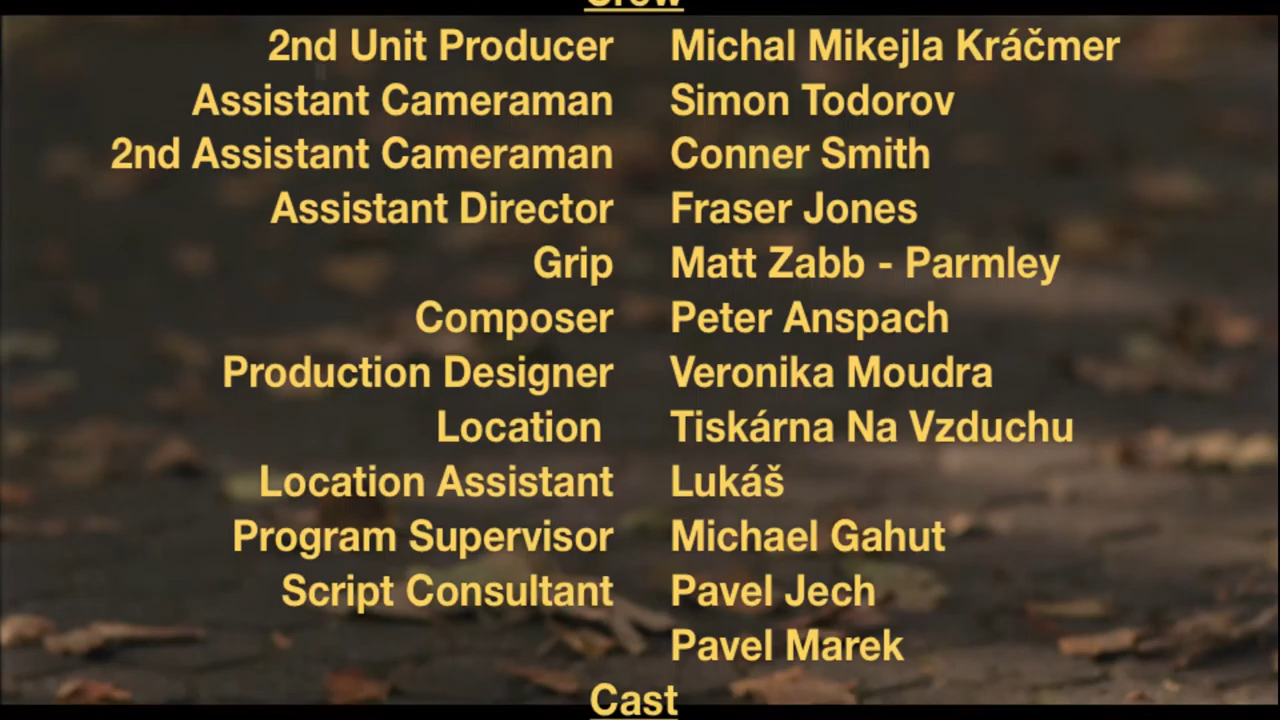 Crew
2nd Unit Producer Michal Mikejla Kráčmer
Assistant Cameraman Simon Todorov
2nd Assistant Cameraman Conner Smith
Assistant Director Fraser Jones
Grip Matt Zabb - Parmley
Composer Peter Anspach
Production Designer Veronika Moudra
Location Tiskárna Na Vzduchu
Location Assistant Lukáš
Program Supervisor Michael Gahut
Script Consultant Pavel Jech
Pavel Marek
Cast